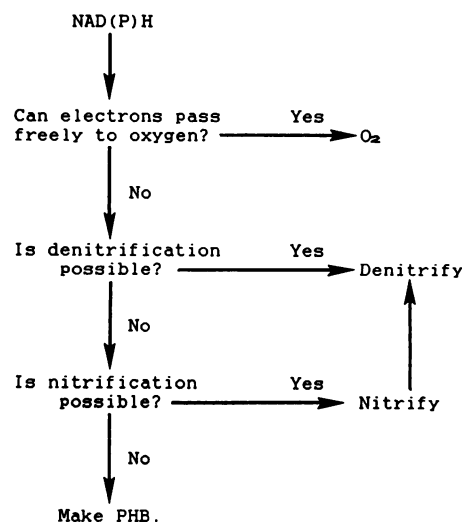 NAD(P)H
Can electrons pass
freely to oxygen?
Yes
O₂
No
Is denitrification
possible?
Yes
Denitrify
No
Is nitrification
possible?
Yes
Nitrify
No
Make PHB.